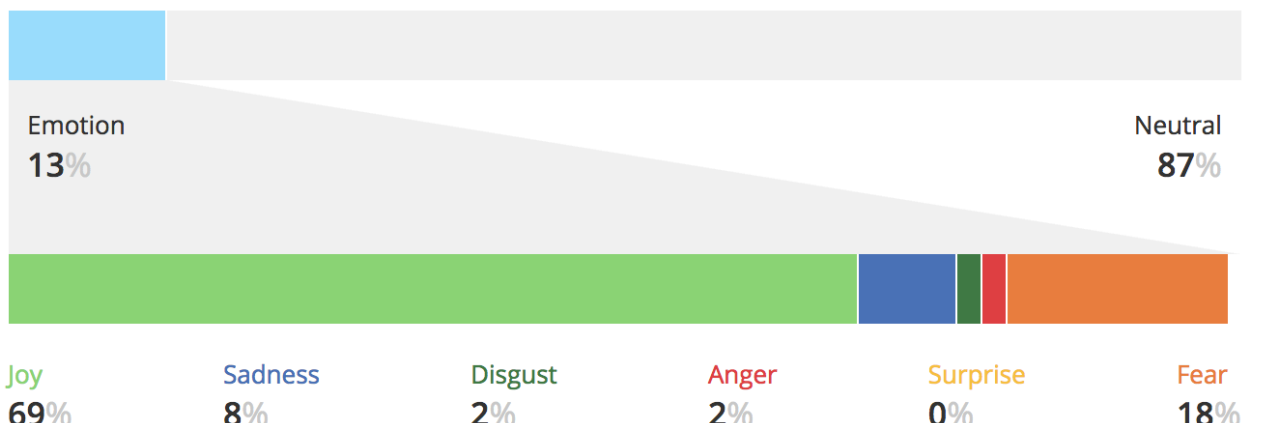 Emotion
13%
Neutral
87%
Joy
69%
Sadness
8%
Disgust
2%
Anger
2%
Surprise
0%
Fear
18%